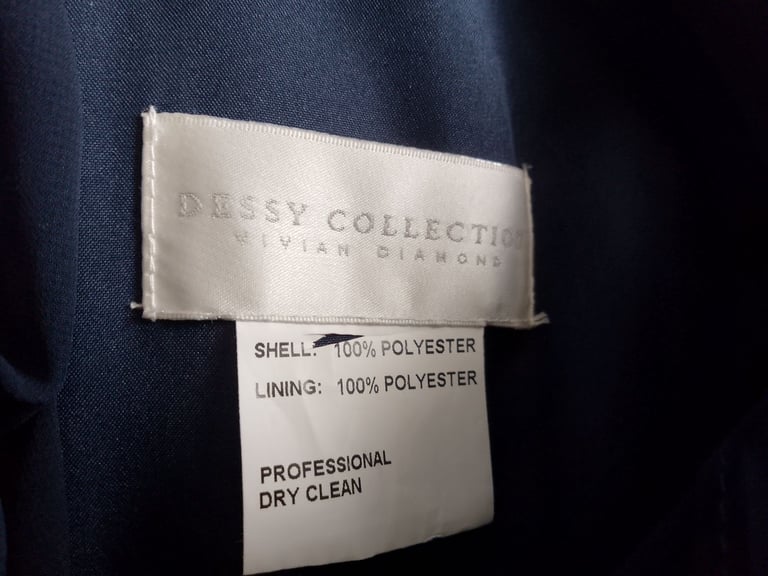 DESSY COLLECTION
VIVIAN DIAMOND
SHELL: 100% POLYESTER
LINING: 100% POLYESTER
PROFESSIONAL
DRY CLEAN